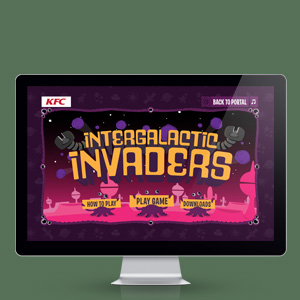 KFC
BACK TO PORTAL
INTERGALACTIC
INVADERS
HOW TO PLAY
PLAY GAME
DOWNLOADS